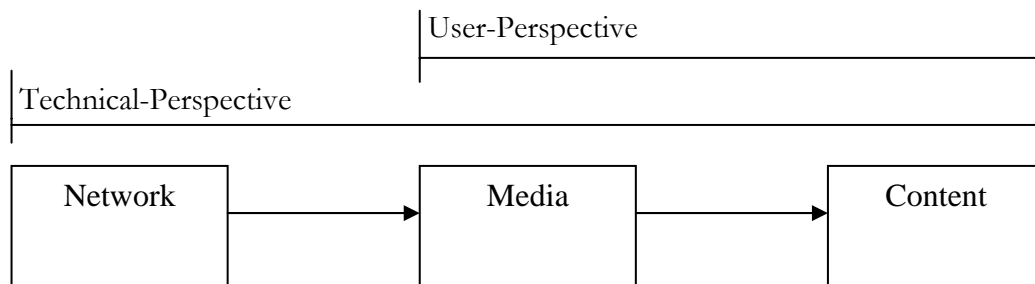 User-Perspective
Technical-Perspective
Network
Media
Content